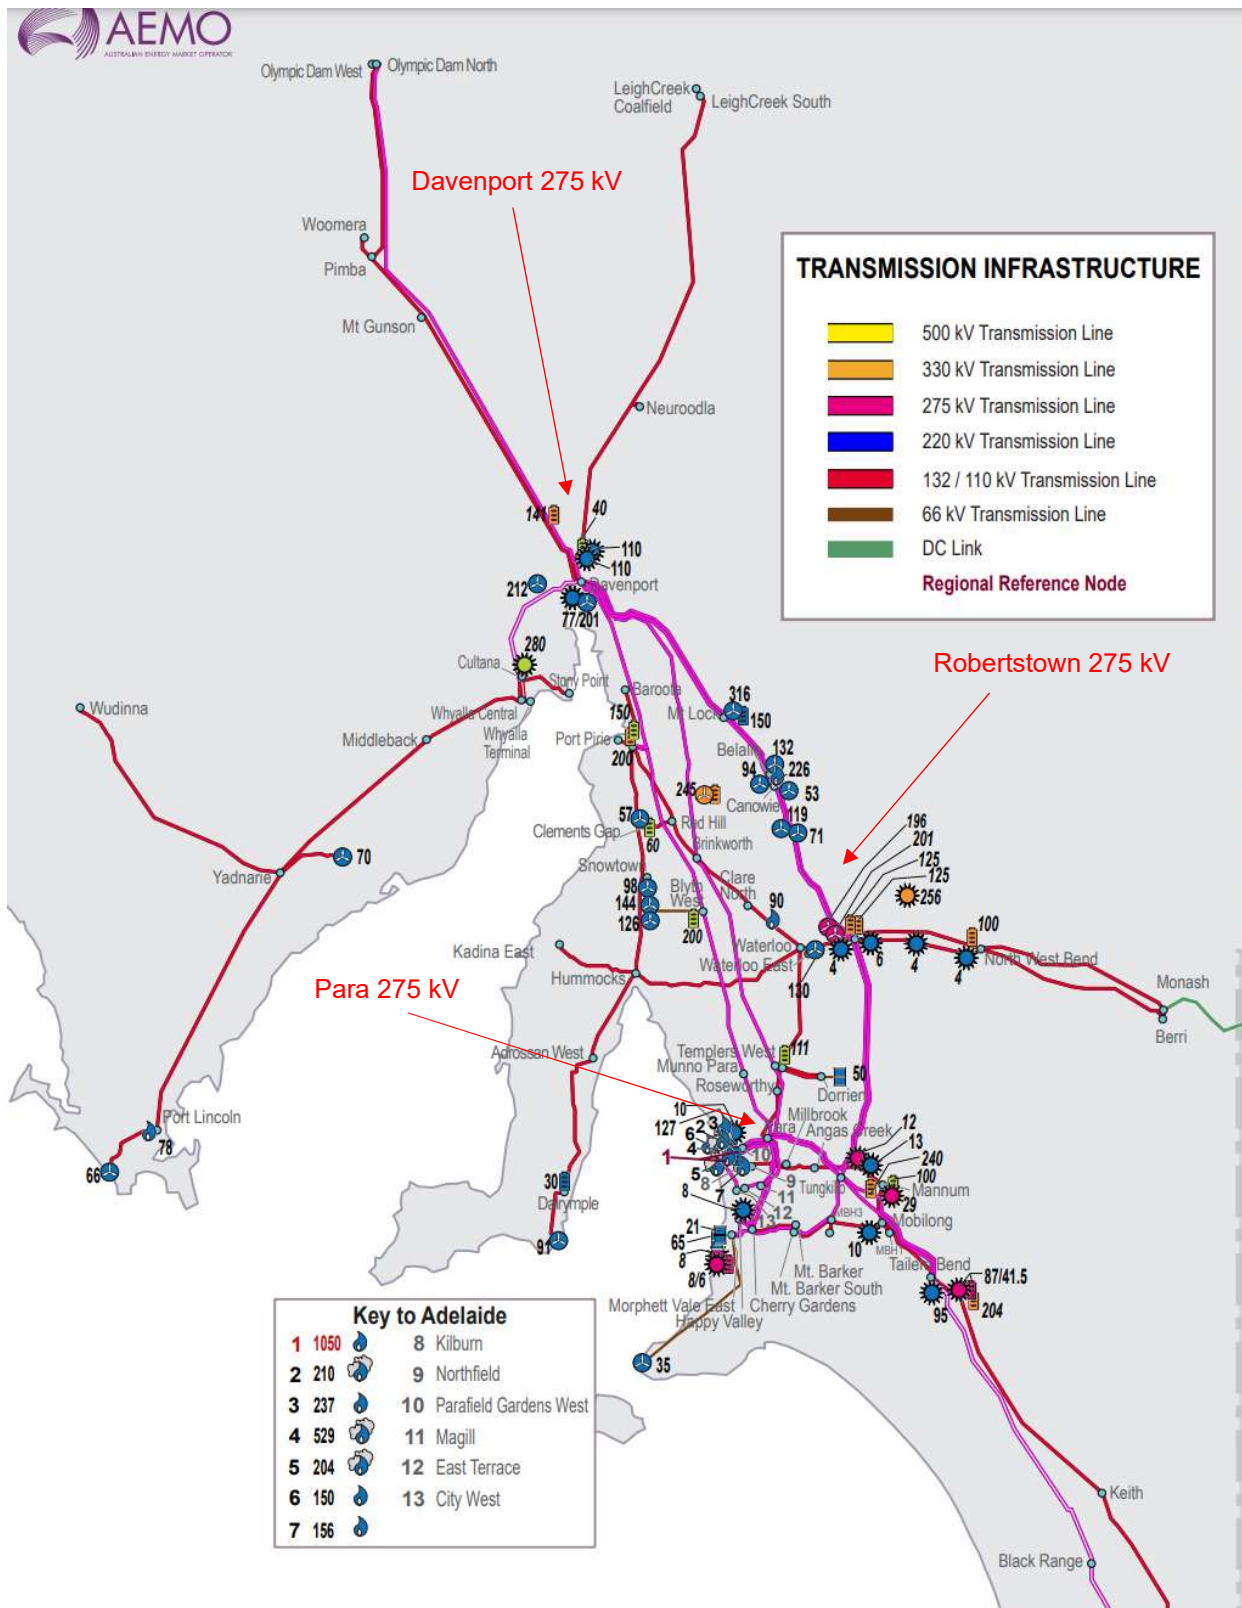 AEMO
AUSTRALIAN ENERGY MARKET OPERATOR
Olympic Dam West
Olympic Dam North
LeighCreek
Coalfield
LeighCreek South
Davenport 275 kV
Woomera
Pimba
Mt Gunson
Neuroodla
TRANSMISSION INFRASTRUCTURE
500 kV Transmission Line
330 kV Transmission Line
275 kV Transmission Line
220 kV Transmission Line
132 / 110 kV Transmission Line
66 kV Transmission Line
DC Link
Regional Reference Node
141
40
110
110
212
Davenport
77/201
280
Cultana
Stony Point
Whyalla Central
Whyalla
Terminal
Wudinna
Middleback
Baroota
150
Port Pirie
200
316
Mt Lock
150
Robertstown 275 kV
Belalie
132
94
226
53
Canowie
245
119
71
57
Clements Gap
60
Red Hill
Brinkworth
Snowtown
98
144
126
Blyth
West
200
Clare
North
90
196
201
125
125
256
100
70
Yadnarie
Kadina East
Hummocks
Waterloo
Waterloo East
130
4
6
4
4
North West Bend
Monash
Berri
Para 275 kV
Adrossan West
Templers West
111
Munno Para
Roseworthy
50
Dorrien
Millbrook
Para
Angas Creek
Port Lincoln
78
66
30
Dalrymple
91
10
127
3
2
6
4
1
5
8
7
10
9
11
12
13
Tungkillo
12
13
240
100
Mannum
29
Mobilong
MBH3
MBH1
10
8
21
65
8
8/6
Mt. Barker
Mt. Barker South
Cherry Gardens
Morphett Vale East
Happy Valley
Tailem Bend
87/41.5
204
95
35
Keith
Black Range
Key to Adelaide
1 1050 8 Kilburn
2 210 9 Northfield
3 237 10 Parafield Gardens West
4 529 11 Magill
5 204 12 East Terrace
6 150 13 City West
7 156